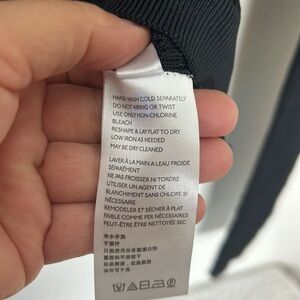 HAND WASH COLD SEPARATELY
DO NOT WRING OR TWIST
USE ONLY NON-CHLORINE
BLEACH
RESHAPE & LAY FLAT TO DRY
LOW IRON AS NEEDED
MAY BE DRY CLEANED
LAVER À LA MAIN A L'EAU FROIDE
SÉPARÉMENT
NE PAS FROISSER NI TORDRE
UTILISER UN AGENT DE
BLANCHIMENT SANS CHLORE SI
NÉCESSAIRE
REMODELER ET SÉCHER À PLAT
FAIBLE COMME FER NÉCESSAIRES
PEUT-ÊTRE ÊTRE NETTOYÉE SEC
冷水手洗
不要拧